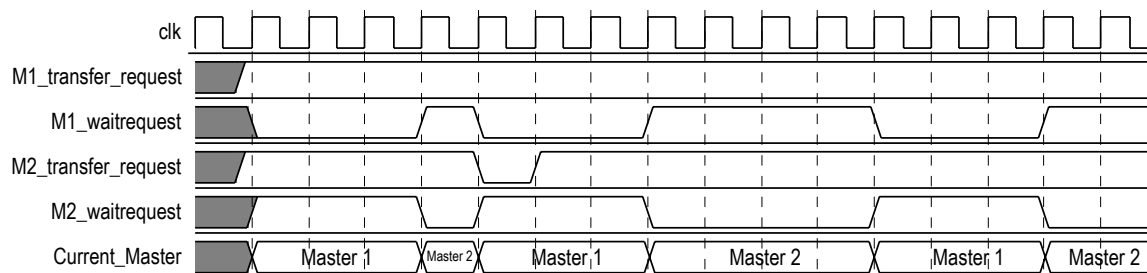 clk
M1_transfer_request
M1_waitrequest
M2_transfer_request
M2_waitrequest
Current_Master Master 1 Master 2 Master 1 Master 2 Master 1 Master 2